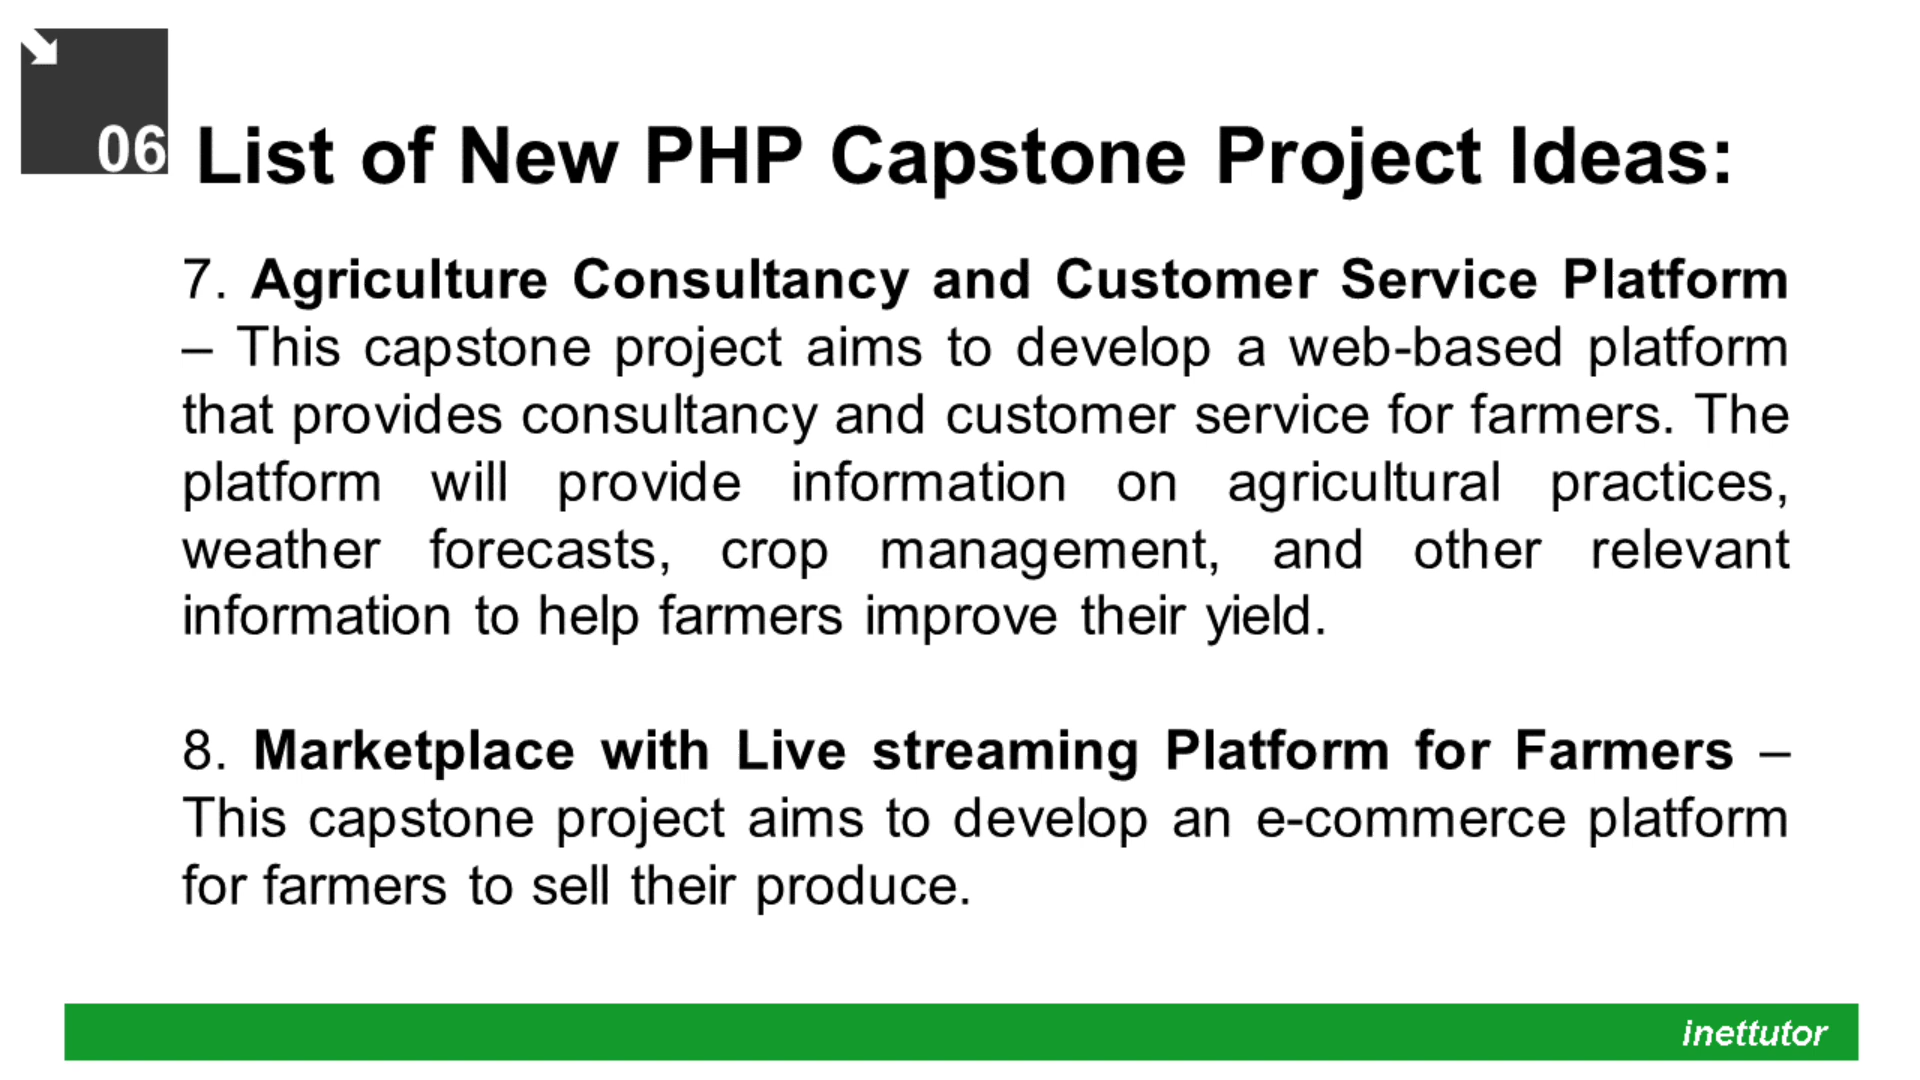 06
List of New PHP Capstone Project Ideas:
7. Agriculture Consultancy and Customer Service Platform
– This capstone project aims to develop a web-based platform
that provides consultancy and customer service for farmers. The
platform will provide information on agricultural practices,
weather forecasts, crop management, and other relevant
information to help farmers improve their yield.
8. Marketplace with Live streaming Platform for Farmers –
This capstone project aims to develop an e-commerce platform
for farmers to sell their produce.
inettutor